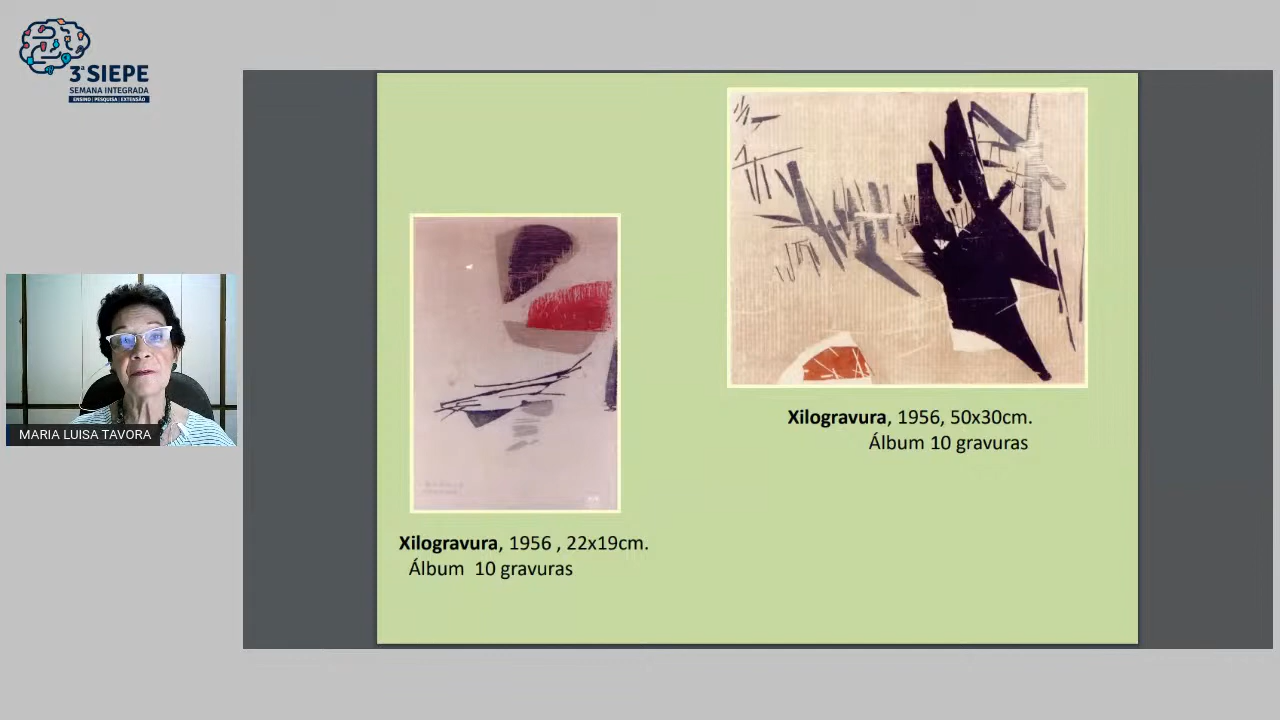 3ª SIEPE
SEMANA INTEGRADA
ENSINO | PESQUISA | EXTENSÃO
Xilogravura, 1956, 50x30cm.
Álbum 10 gravuras
MARIA LUISA TAVORA
Xilogravura, 1956 , 22x19cm.
Álbum  10 gravuras